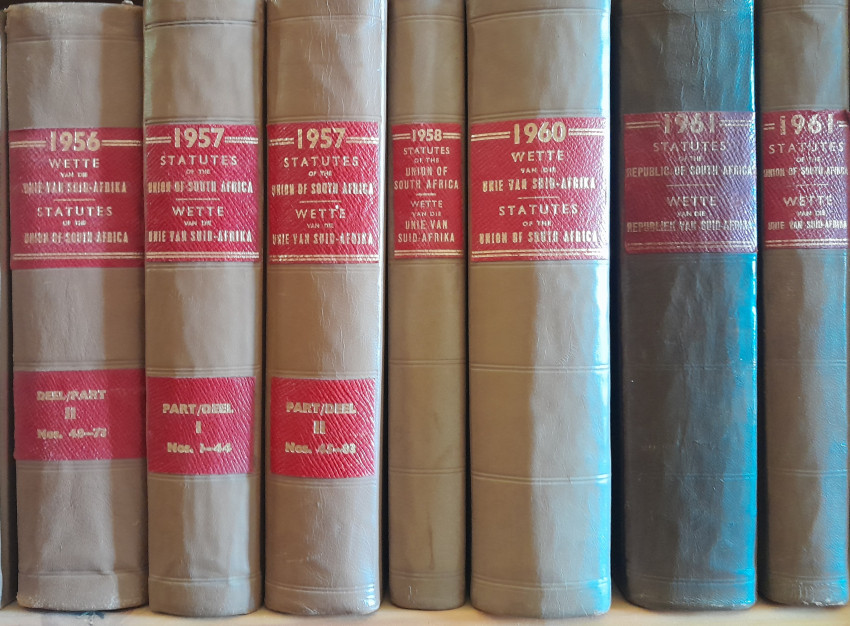 1956
WETTE
VAN DIE
UNIE VAN SUID-AFRIKA
STATUTES
OF THE
UNION OF SOUTH AFRICA
DEEL/PART
II
1957
STATUTES
OF THE
UNION OF SOUTH AFRICA
WETTE
VAN DIE
UNIE VAN SUID-AFRIKA
PART/DEEL
I
Nos. 1-44
1957
STATUTES
OF THE
UNION OF SOUTH AFRICA
WETTE
VAN DIE
UNIE VAN SUID-AFRIKA
PART/DEEL
II
1958
STATUTES
OF THE
UNION OF
SOUTH AFRICA
WETTE
VAN DIE
UNIE VAN
SUID-AFRIKA
1960
WETTE
VAN DIE
UNIE VAN SUID-AFRIKA
STATUTES
OF THE
UNION OF SOUTH AFRICA
1961
STATUTES
OF THE
REPUBLIC OF SOUTH AFRICA
WETTE
VAN DIE
REPUBLIEK VAN SUID-AFRIKA
1961
STATUTES
OF THE
UNION OF SOUTH AFRICA
WETTE
VAN DIE
UNIE VAN SUID-AFRIKA